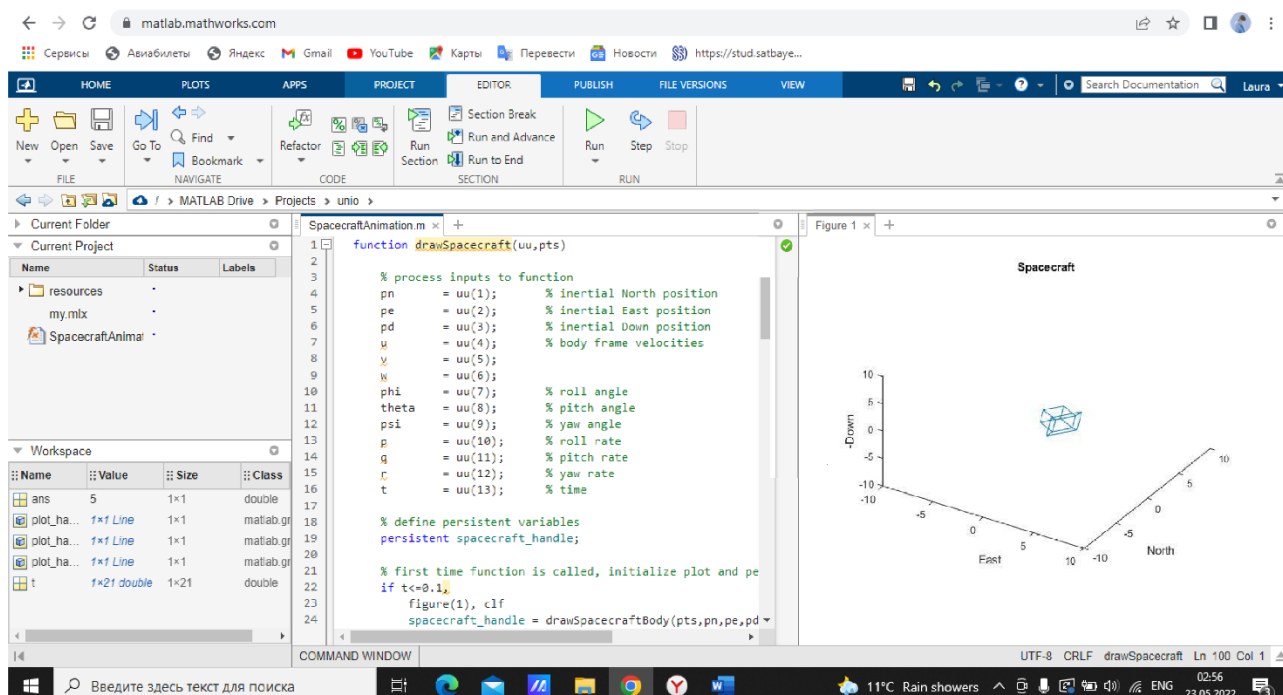 matlab.mathworks.com
Сервисы Авиабилеты Яндекс Gmail YouTube Карты Перевести Новости https://stud.satbaye...
HOME PLOTS APPS PROJECT EDITOR PUBLISH FILE VERSIONS VIEW Search Documentation Laura
New Open Save Go To Find Bookmark Refactor Run Section Section Break Run and Advance Run to End Run Step Stop
FILE NAVIGATE CODE SECTION RUN
/ > MATLAB Drive > Projects > unio >
Current Folder
Current Project
Name Status Labels
resources
my.mlx
SpacecraftAnimat
Workspace
Name Value Size Class
ans 5 1×1 double
plot_ha... 1×1 Line 1×1 matlab.gr
plot_ha... 1×1 Line 1×1 matlab.gr
plot_ha... 1×1 Line 1×1 matlab.gr
t 1×21 double 1×21 double
SpacecraftAnimation.m × +
1 function drawSpacecraft(uu,pts)
2
3 % process inputs to function
4 pn = uu(1); % inertial North position
5 pe = uu(2); % inertial East position
6 pd = uu(3); % inertial Down position
7 u = uu(4); % body frame velocities
8 v = uu(5);
9 w = uu(6);
10 phi = uu(7); % roll angle
11 theta = uu(8); % pitch angle
12 psi = uu(9); % yaw angle
13 p = uu(10); % roll rate
14 q = uu(11); % pitch rate
15 r = uu(12); % yaw rate
16 t = uu(13); % time
17
18 % define persistent variables
19 persistent spacecraft_handle;
20
21 % first time function is called, initialize plot and pe
22 if t<=0.1,
23 figure(1), clf
24 spacecraft_handle = drawSpacecraftBody(pts,pn,pe,pd
Figure 1 × +
Spacecraft
10
5
0
-5
-10
-Down
-10
-5
0
5
10
East
-10
-5
0
5
10
North
COMMAND WINDOW
UTF-8 CRLF drawSpacecraft Ln 100 Col 1
Введите здесь текст для поиска
11°C Rain showers ENG 02:56
23.05.2022